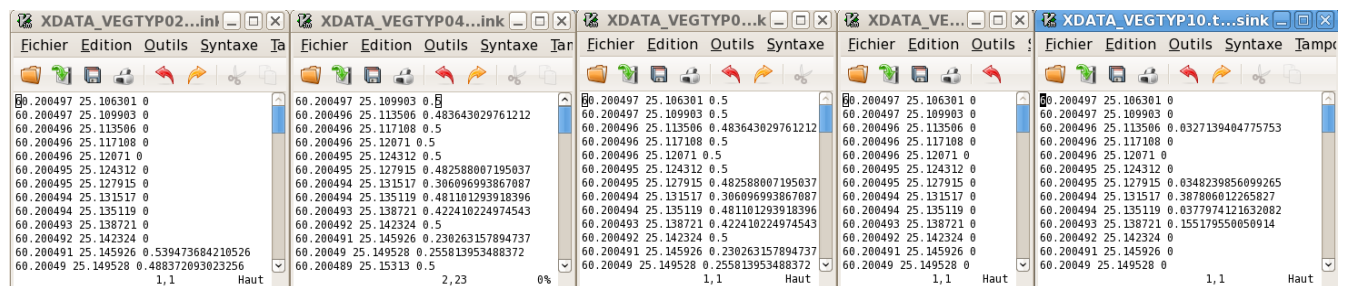 XDATA_VEGTYP02...inl
Fichier Edition Outils Syntaxe Ta
60.200497 25.106301 0
60.200497 25.109903 0
60.200496 25.113506 0
60.200496 25.117108 0
60.200496 25.12071 0
60.200495 25.124312 0
60.200495 25.127915 0
60.200494 25.131517 0
60.200494 25.135119 0
60.200493 25.138721 0
60.200492 25.142324 0
60.200491 25.145926 0.539473684210526
60.20049 25.149528 0.488372093023256
1,1 Haut
XDATA_VEGTYP04...ink
Fichier Edition Outils Syntaxe Tan
60.200497 25.109903 0.5
60.200496 25.113506 0.483643029761212
60.200496 25.117108 0.5
60.200496 25.12071 0.5
60.200495 25.124312 0.5
60.200495 25.127915 0.482588007195037
60.200494 25.131517 0.306096993867087
60.200494 25.135119 0.481101293918396
60.200493 25.138721 0.422410224974543
60.200492 25.142324 0.5
60.200491 25.145926 0.230263157894737
60.20049 25.149528 0.255813953488372
60.200489 25.15313 0.5
2,23 0%
XDATA_VEGTYP0...k
Fichier Edition Outils Syntaxe
60.200497 25.106301 0.5
60.200497 25.109903 0.5
60.200496 25.113506 0.483643029761212
60.200496 25.117108 0.5
60.200496 25.12071 0.5
60.200495 25.124312 0.5
60.200495 25.127915 0.482588007195037
60.200494 25.131517 0.306096993867087
60.200494 25.135119 0.481101293918396
60.200493 25.138721 0.422410224974543
60.200492 25.142324 0.5
60.200491 25.145926 0.230263157894737
60.20049 25.149528 0.255813953488372
1,1 Haut
XDATA_VE...
Fichier Edition Outils S
60.200497 25.106301 0
60.200497 25.109903 0
60.200496 25.113506 0
60.200496 25.117108 0
60.200496 25.12071 0
60.200495 25.124312 0
60.200495 25.127915 0
60.200494 25.131517 0
60.200494 25.135119 0
60.200493 25.138721 0
60.200492 25.142324 0
60.200491 25.145926 0
60.20049 25.149528 0
1,1 Haut
XDATA_VEGTYP10.t...sink
Fichier Edition Outils Syntaxe Tampo
60.200497 25.106301 0
60.200497 25.109903 0
60.200496 25.113506 0.0327139404775753
60.200496 25.117108 0
60.200496 25.12071 0
60.200495 25.124312 0
60.200495 25.127915 0.0348239856099265
60.200494 25.131517 0.387806012265827
60.200494 25.135119 0.0377974121632082
60.200493 25.138721 0.155179550050914
60.200492 25.142324 0
60.200491 25.145926 0
60.20049 25.149528 0
1,1 Haut